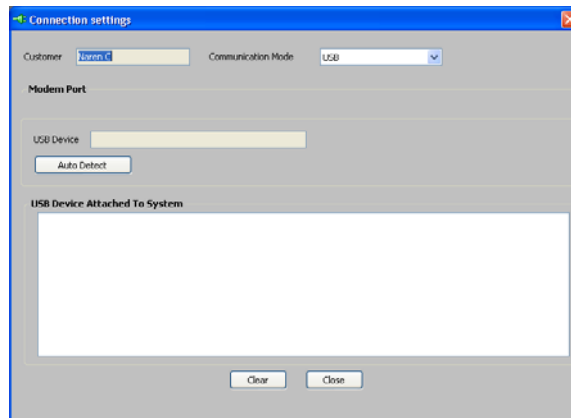 Connection settings
Customer Naren C Communication Mode USB
Modem Port
USB Device
Auto Detect
USB Device Attached To System
Clear Close